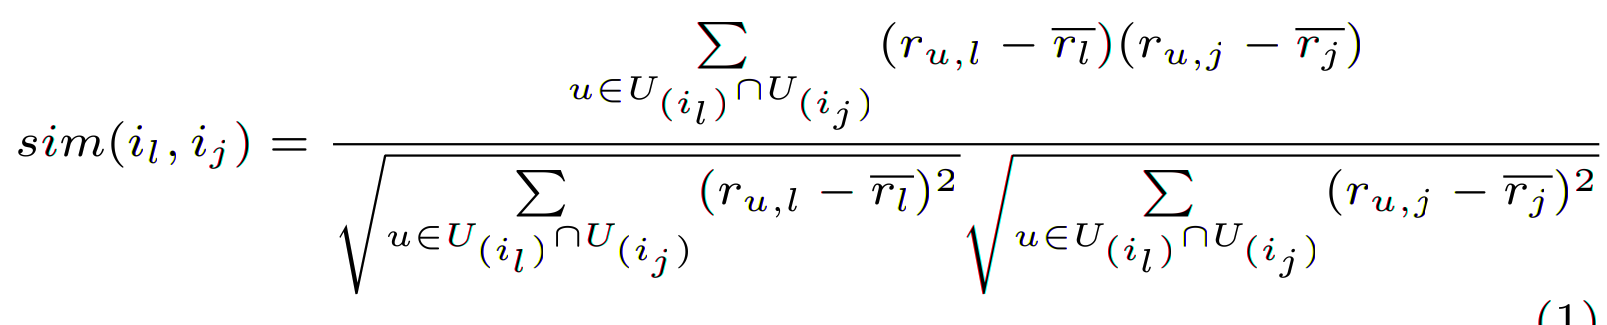 sim(i_l, i_j) = \frac{\sum_{u \in U_{(i_l)} \cap U_{(i_j)}} (r_{u,l} - \overline{r_l})(r_{u,j} - \overline{r_j})}{\sqrt{\sum_{u \in U_{(i_l)} \cap U_{(i_j)}} (r_{u,l} - \overline{r_l})^2} \sqrt{\sum_{u \in U_{(i_l)} \cap U_{(i_j)}} (r_{u,j} - \overline{r_j})^2}}
(1)